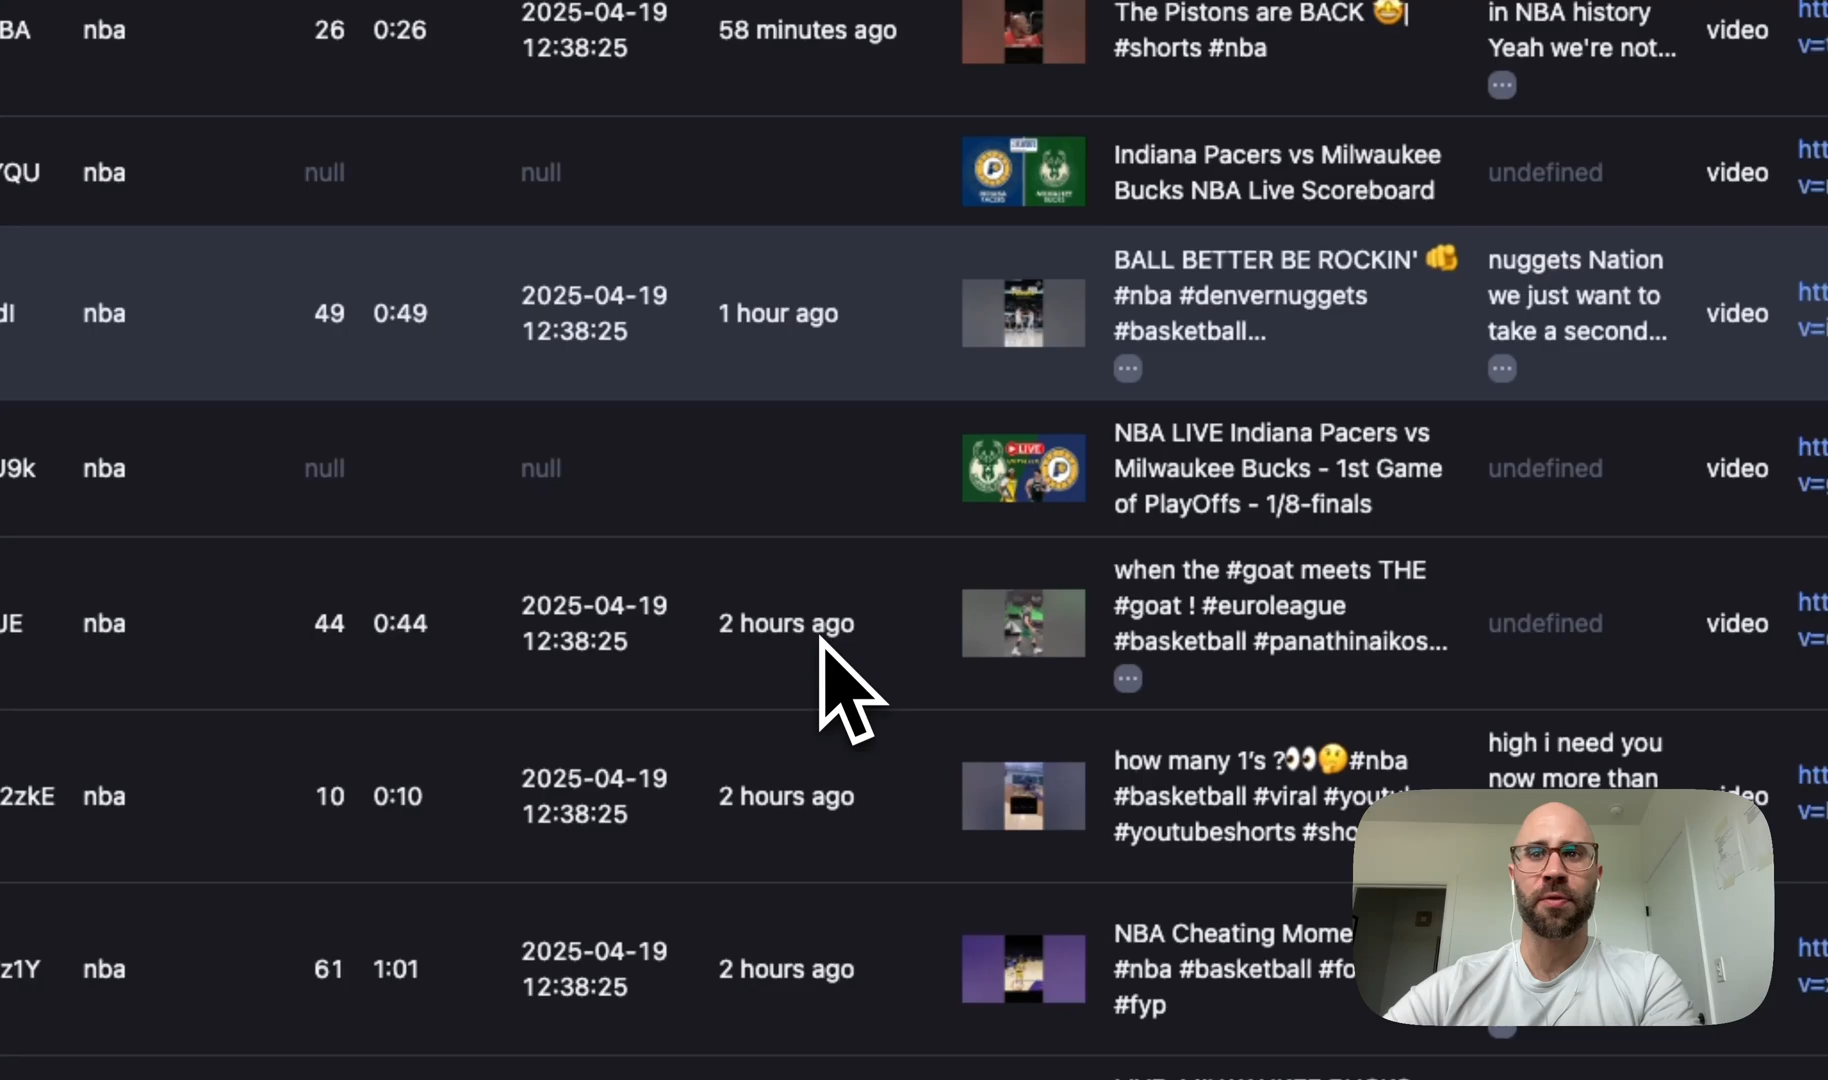 BA nba 26 0:26 2025-04-19 12:38:25 58 minutes ago
The Pistons are BACK 🤩|
#shorts #nba
in NBA history
Yeah we're not...
video
htt
v=
YQU nba null null
Indiana Pacers vs Milwaukee
Bucks NBA Live Scoreboard
undefined
video
htt
v=
dI nba 49 0:49 2025-04-19 12:38:25 1 hour ago
BALL BETTER BE ROCKIN' 🫵
#nba #denvernuggets
#basketball...
nuggets Nation
we just want to
take a second...
video
htt
v=i
J9k nba null null
LIVE
NBA LIVE Indiana Pacers vs
Milwaukee Bucks - 1st Game
of PlayOffs - 1/8-finals
undefined
video
htt
v=
JE nba 44 0:44 2025-04-19 12:38:25 2 hours ago
when the #goat meets THE
#goat ! #euroleague
#basketball #panathinaikos...
undefined
video
htt
v=
2zkE nba 10 0:10 2025-04-19 12:38:25 2 hours ago
how many 1's ?👀🤔#nba
#basketball #viral #yout
#youtubeshorts #sho
high i need you
now more than
deo
htt
v=
z1Y nba 61 1:01 2025-04-19 12:38:25 2 hours ago
NBA Cheating Mome
#nba #basketball #fo
#fyp
htt
v=